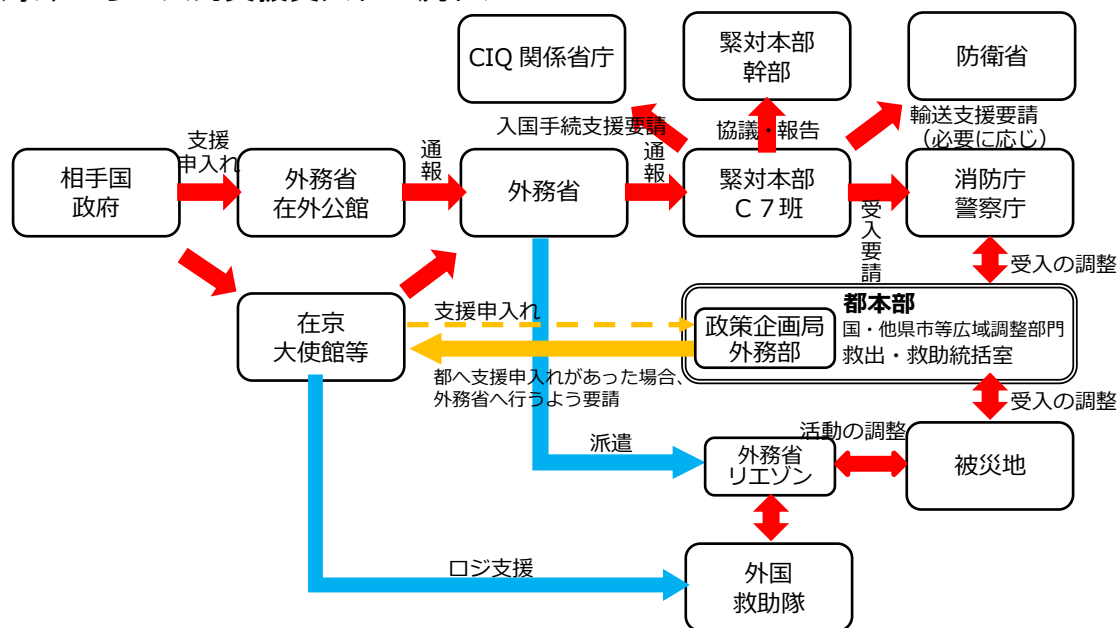 CIQ 関係省庁
緊対本部
幹部
防衛省
入国手続支援要請
協議・報告
輸送支援要請
（必要に応じ）
支援
申入れ
通報
通報
相手国
政府
外務省
在外公館
外務省
緊対本部
Ｃ７班
消防庁
警察庁
受入要請
受入の調整
在京
大使館等
支援申入れ
都本部
政策企画局
外務部
国・他県市等広域調整部門
救出・救助統括室
都へ支援申入れがあった場合、
外務省へ行うよう要請
受入の調整
派遣
外務省
リエゾン
活動の調整
被災地
ロジ支援
外国
救助隊